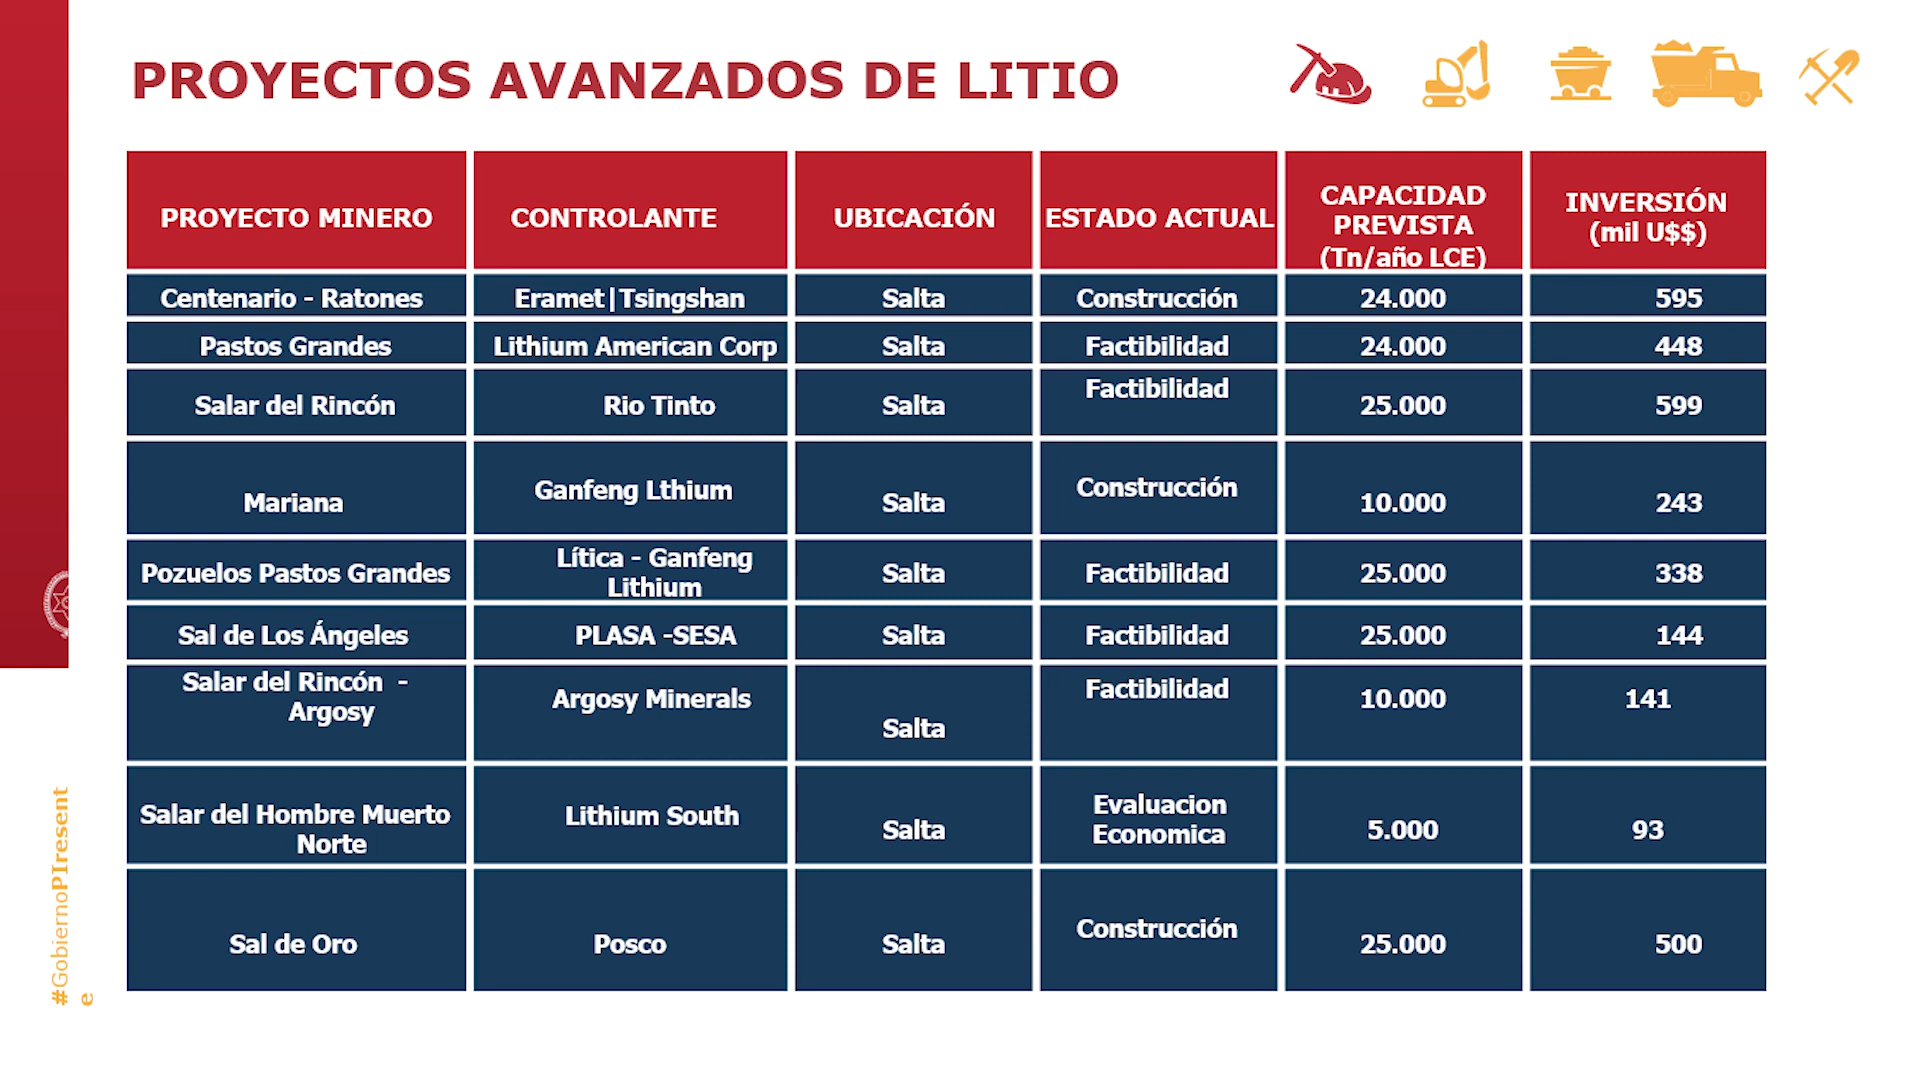 PROYECTOS AVANZADOS DE LITIO
PROYECTO MINERO
CONTROLANTE
UBICACIÓN
ESTADO ACTUAL
CAPACIDAD
PREVISTA
(Tn/año LCE)
INVERSIÓN
(mil U$$)
Centenario - Ratones
Eramet|Tsingshan
Salta
Construcción
24.000
595
Pastos Grandes
Lithium American Corp
Salta
Factibilidad
24.000
448
Salar del Rincón
Rio Tinto
Salta
Factibilidad
25.000
599
Mariana
Ganfeng Lthium
Salta
Construcción
10.000
243
Pozuelos Pastos Grandes
Lítica - Ganfeng
Lithium
Salta
Factibilidad
25.000
338
Sal de Los Ángeles
PLASA -SESA
Salta
Factibilidad
25.000
144
Salar del Rincón -
Argosy
Argosy Minerals
Salta
Factibilidad
10.000
141
Salar del Hombre Muerto
Norte
Lithium South
Salta
Evaluacion
Economica
5.000
93
Sal de Oro
Posco
Salta
Construcción
25.000
500
#GobiernoPIresent
e